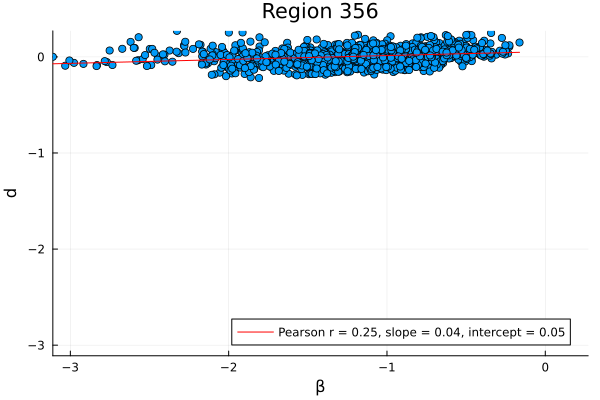 Region 356
0
−1
−2
−3
d
Pearson r = 0.25, slope = 0.04, intercept = 0.05
−3 −2 −1 0
β